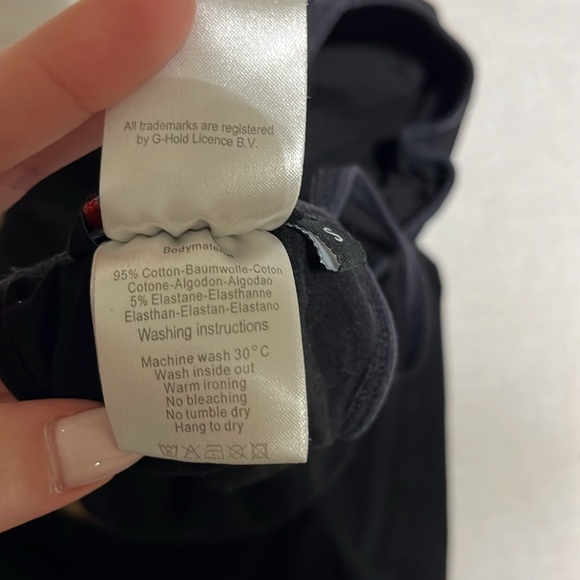 All trademarks are registered
by G-Hold Licence B.V.
S
95% Cotton-Baumwolle-Coton
Cotone-Algodon-Algodao
5% Elastane-Elasthanne
Elasthan-Elastan-Elastano
Washing instructions
Machine wash 30°C
Wash inside out
Warm ironing
No bleaching
No tumble dry
Hang to dry